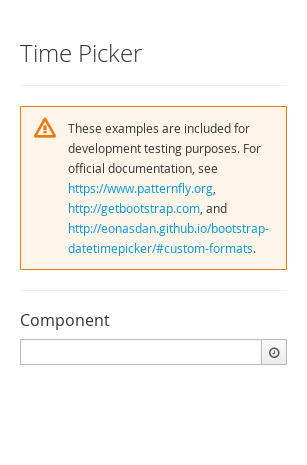 Time Picker
These examples are included for
development testing purposes. For
official documentation, see
https://www.patternfly.org,
http://getbootstrap.com, and
http://eonasdan.github.io/bootstrap-
datetimepicker/#custom-formats.
Component